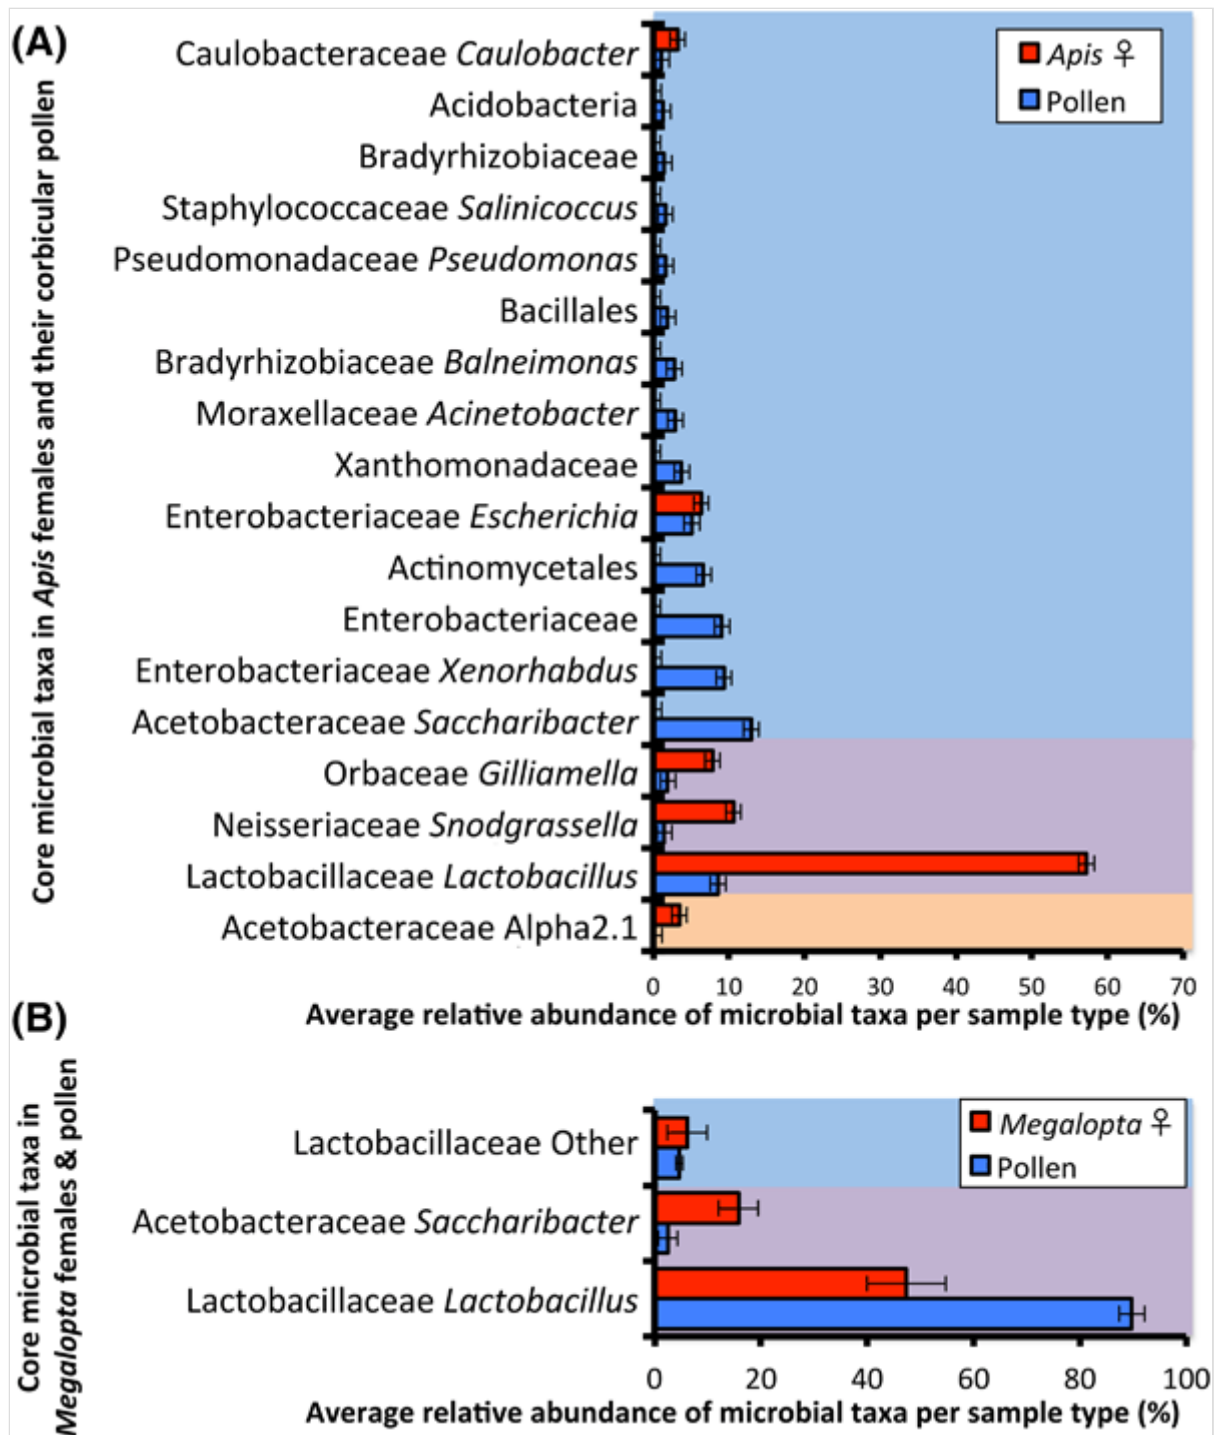 (A)
Core microbial taxa in Apis females and their corbicular pollen
Caulobacteraceae Caulobacter
Acidobacteria
Bradyrhizobiaceae
Staphylococcaceae Salinicoccus
Pseudomonadaceae Pseudomonas
Bacillales
Bradyrhizobiaceae Balneimonas
Moraxellaceae Acinetobacter
Xanthomonadaceae
Enterobacteriaceae Escherichia
Actinomycetales
Enterobacteriaceae
Enterobacteriaceae Xenorhabdus
Acetobacteraceae Saccharibacter
Orbaceae Gilliamella
Neisseriaceae Snodgrassella
Lactobacillaceae Lactobacillus
Acetobacteraceae Alpha2.1
Apis ♀
Pollen
0 10 20 30 40 50 60 70
Average relative abundance of microbial taxa per sample type (%)
(B)
Core microbial taxa in
Megalopta females & pollen
Lactobacillaceae Other
Acetobacteraceae Saccharibacter
Lactobacillaceae Lactobacillus
Megalopta ♀
Pollen
0 20 40 60 80 100
Average relative abundance of microbial taxa per sample type (%)